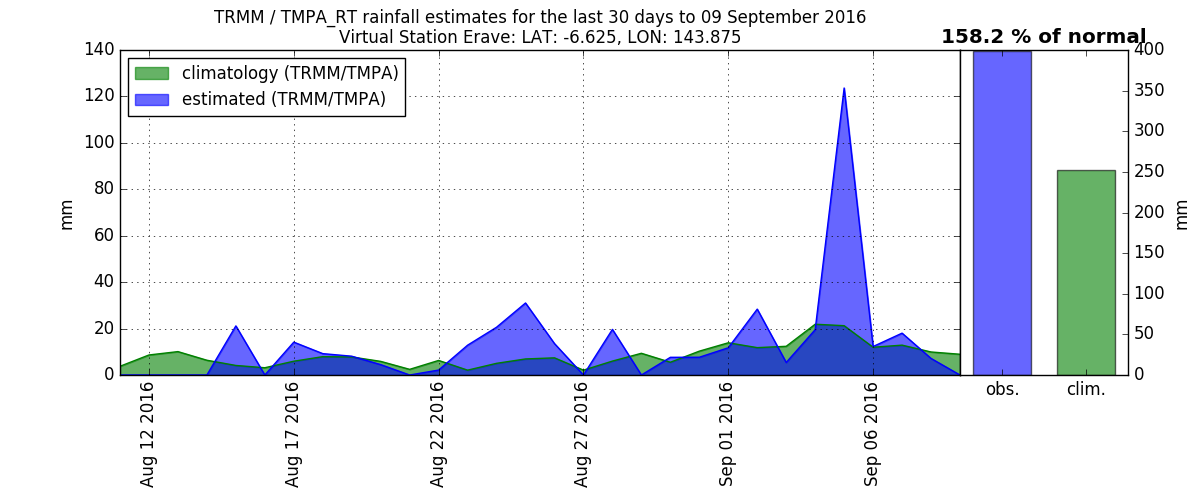 TRMM / TMPA_RT rainfall estimates for the last 30 days to 09 September 2016
Virtual Station Erave: LAT: -6.625, LON: 143.875
158.2 % of normal
climatology (TRMM/TMPA)
estimated (TRMM/TMPA)
mm
140
120
100
80
60
40
20
0
Aug 12 2016
Aug 17 2016
Aug 22 2016
Aug 27 2016
Sep 01 2016
Sep 06 2016
400
350
300
250
200
150
100
50
0
mm
obs.
clim.